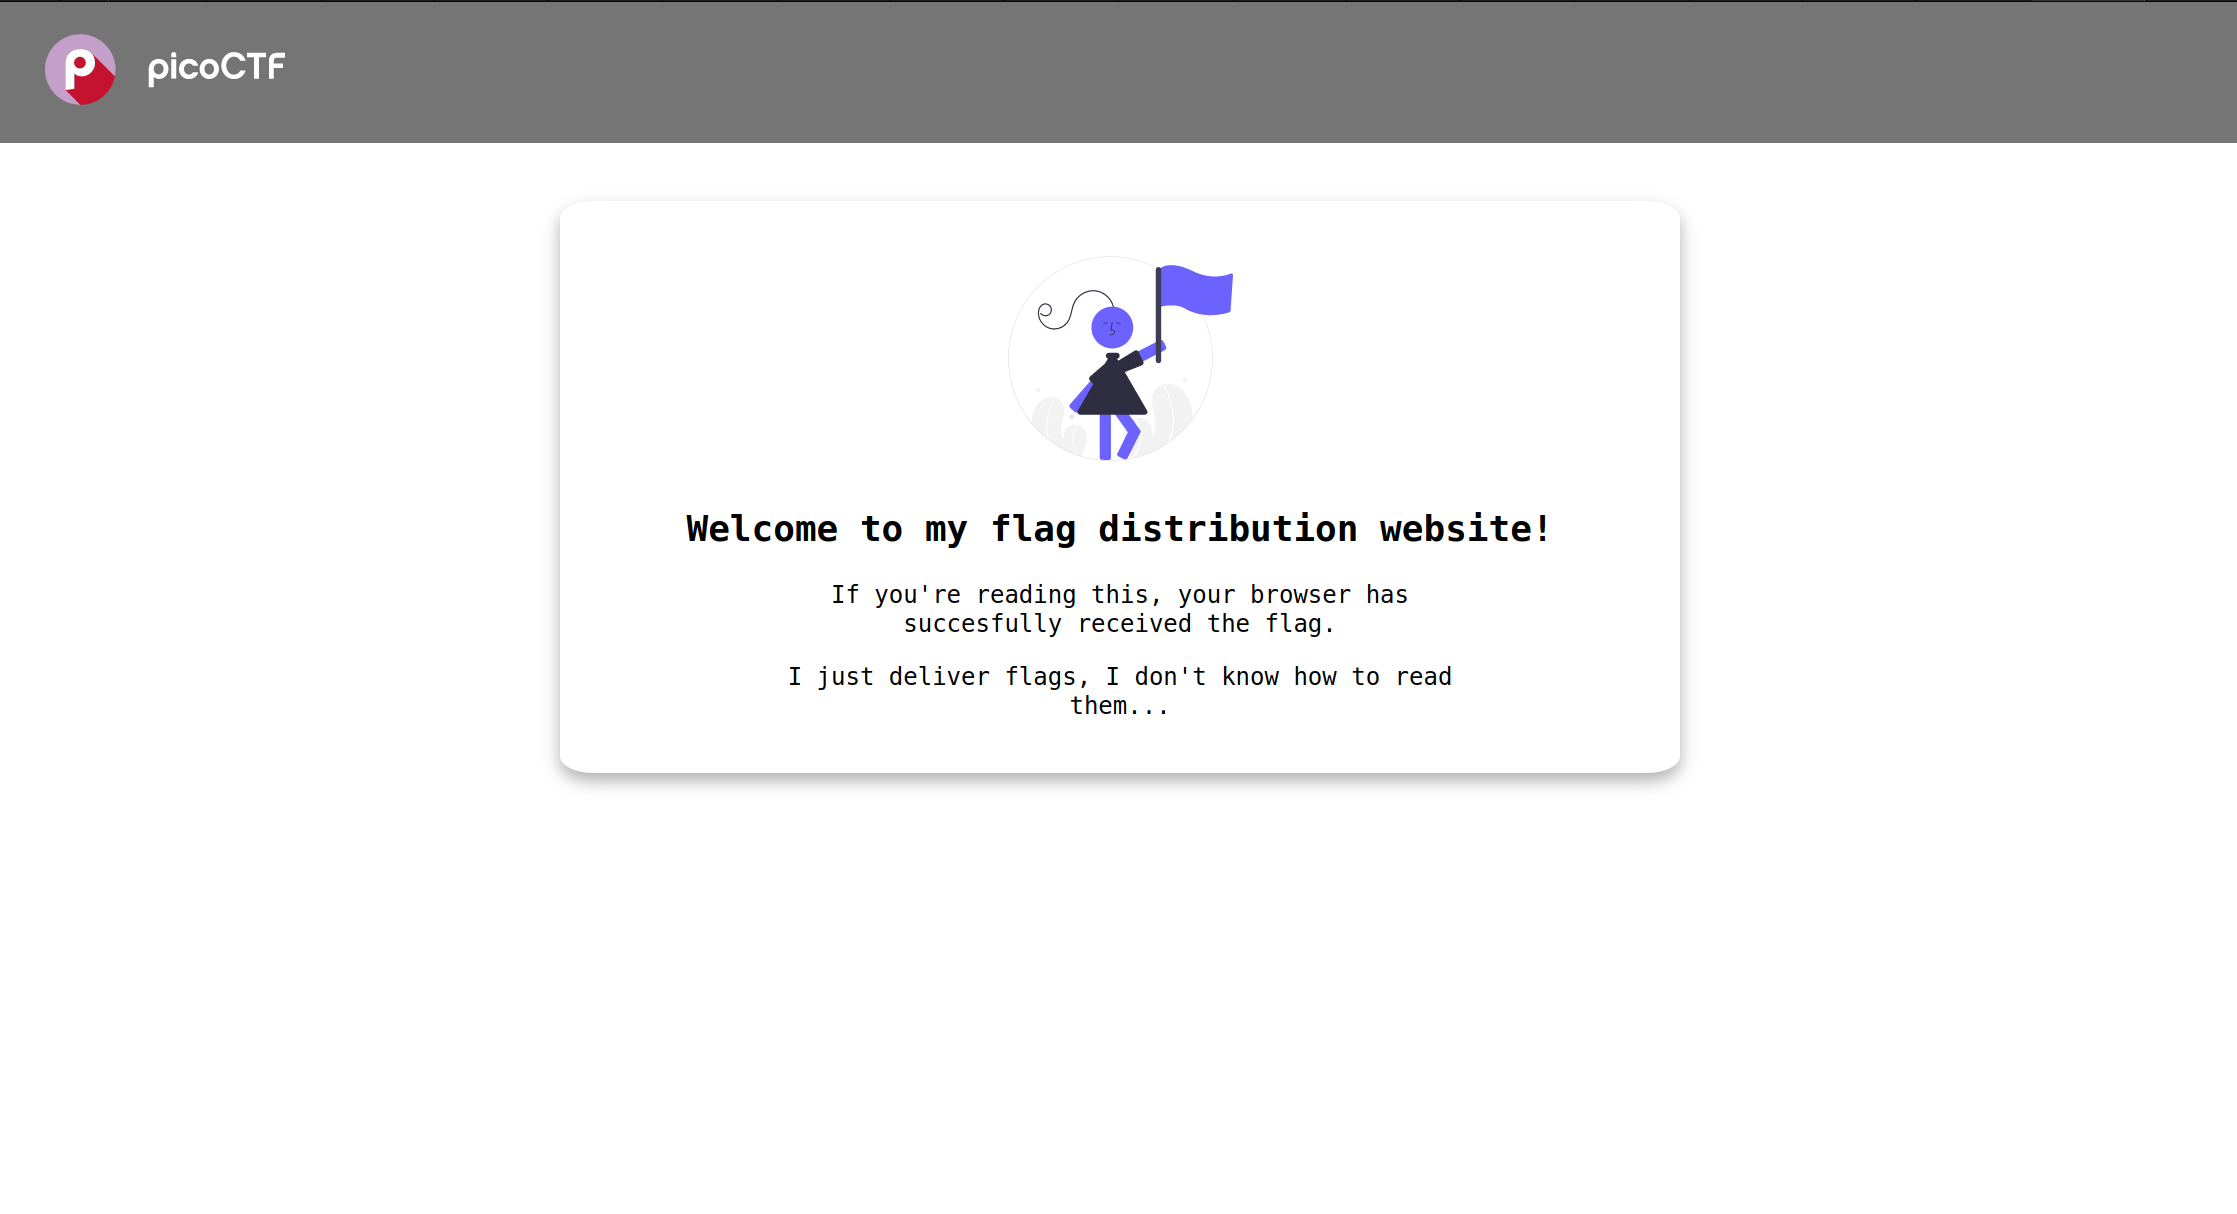 picoCTF
Welcome to my flag distribution website!
If you're reading this, your browser has
succesfully received the flag.
I just deliver flags, I don't know how to read
them...